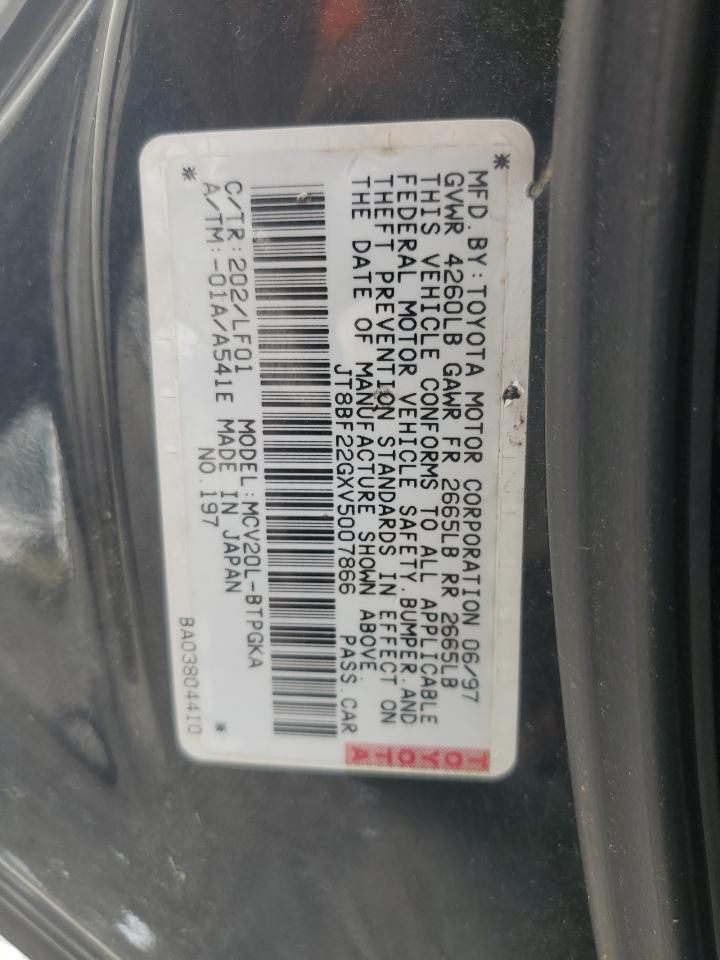 MFD.BY:TOYOTA MOTOR CORPORATION 06/97
GVWR 4260LB GAWR FR 2665LB RR 2665LB
THIS VEHICLE CONFORMS TO ALL APPLICABLE
FEDERAL MOTOR VEHICLE SAFETY.BUMPER.AND
THEFT PREVENTION STANDARDS IN EFFECT ON
THE DATE OF MANUFACTURE SHOWN ABOVE.
JT8BF22GXV5007866 PASS.CAR
C/TR:202/LF01 MODEL:MCV20L-BTPGKA
A/TM:-01A/A541E MADE IN JAPAN
NO.197
BA03804410
TOYOTA